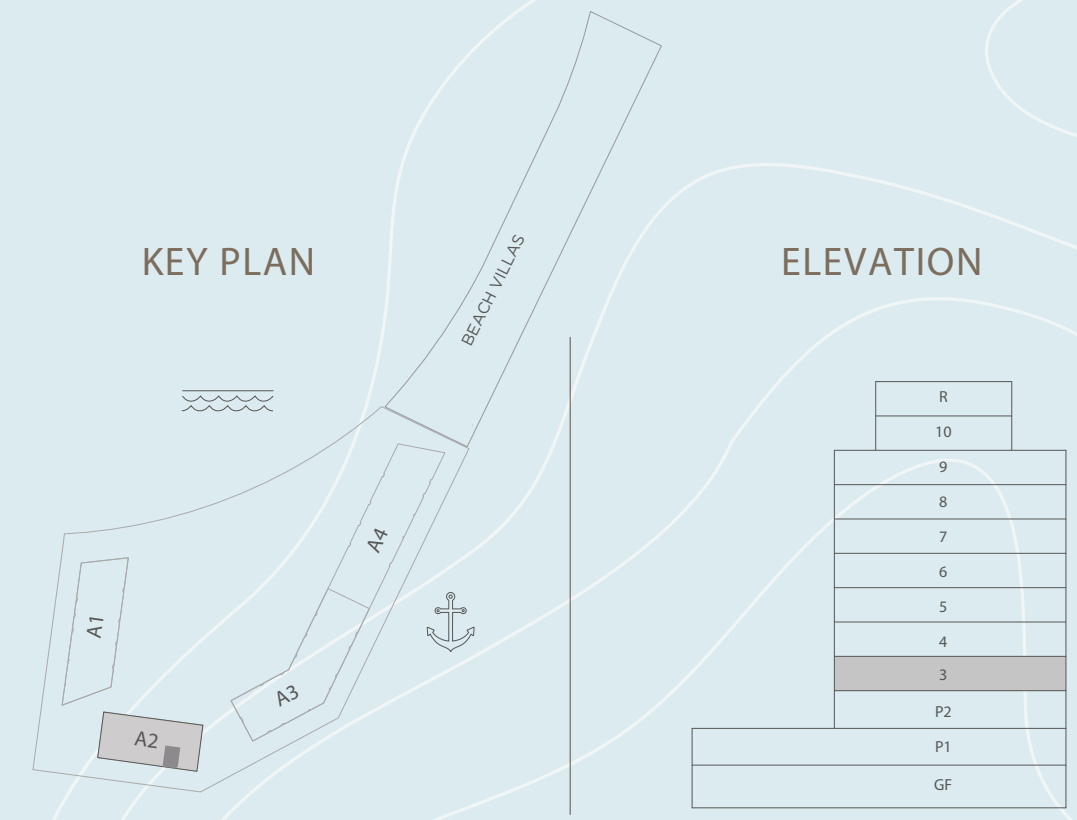 KEY PLAN
BEACH VILLAS
A4
A1
A3
A2
ELEVATION
R
10
9
8
7
6
5
4
3
P2
P1
GF